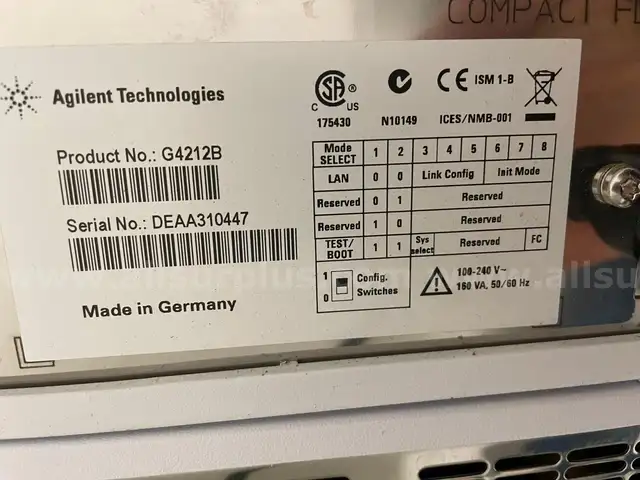 COMPACT
Agilent Technologies
Product No.: G4212B
Serial No.: DEAA310447
Made in Germany
C US ®
175430
N10149
CE ISM 1-B
ICES/NMB-001
Mode SELECT 1 2 3 4 5 6 7 8
LAN 0 0 Link Config Init Mode
Reserved 0 1 Reserved
Reserved 1 0 Reserved
TEST/BOOT 1 1 Sys select Reserved FC
1
0
Config.
Switches
100-240 V~
160 VA, 50/60 Hz
www.allsurplus.com